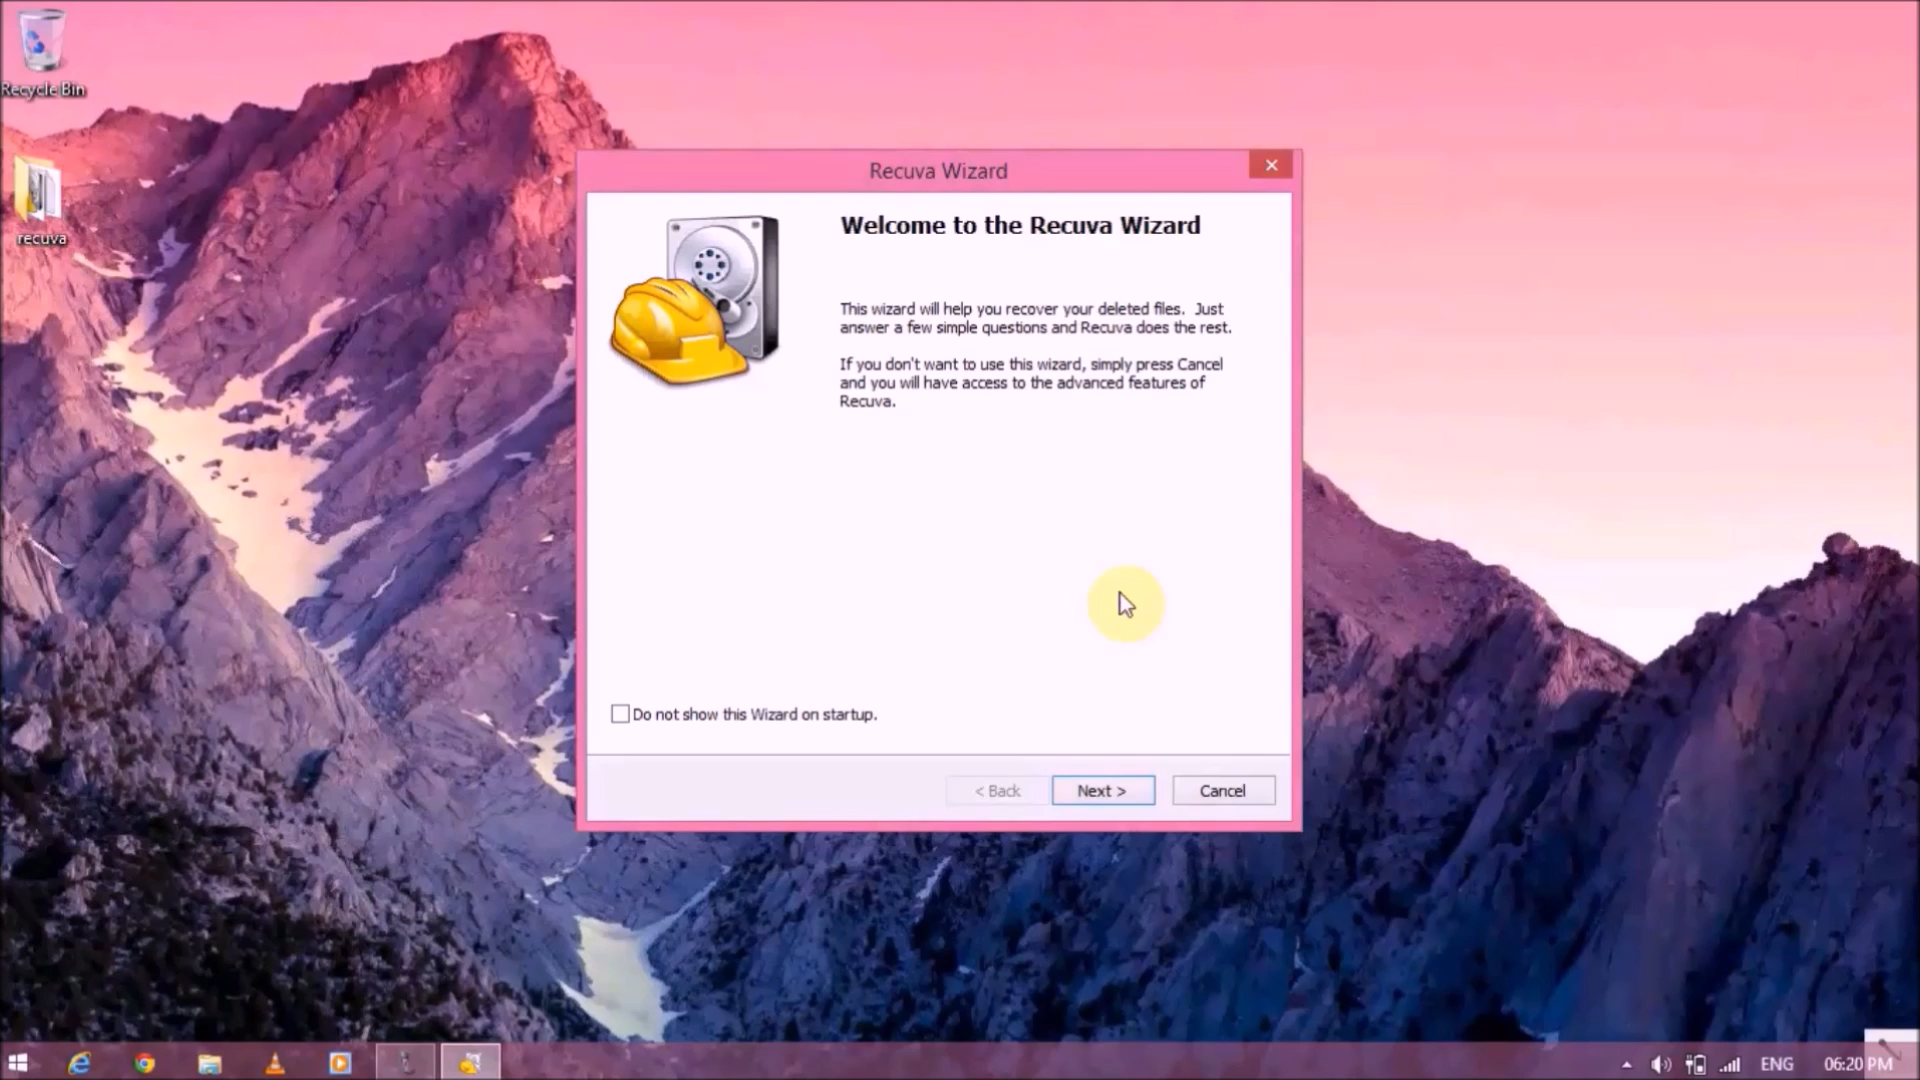 Recycle Bin
recuva
Recuva Wizard
Welcome to the Recuva Wizard
This wizard will help you recover your deleted files.  Just
answer a few simple questions and Recuva does the rest.
If you don't want to use this wizard, simply press Cancel
and you will have access to the advanced features of
Recuva.
Do not show this Wizard on startup.
< Back
Next >
Cancel
ENG
06:20 PM